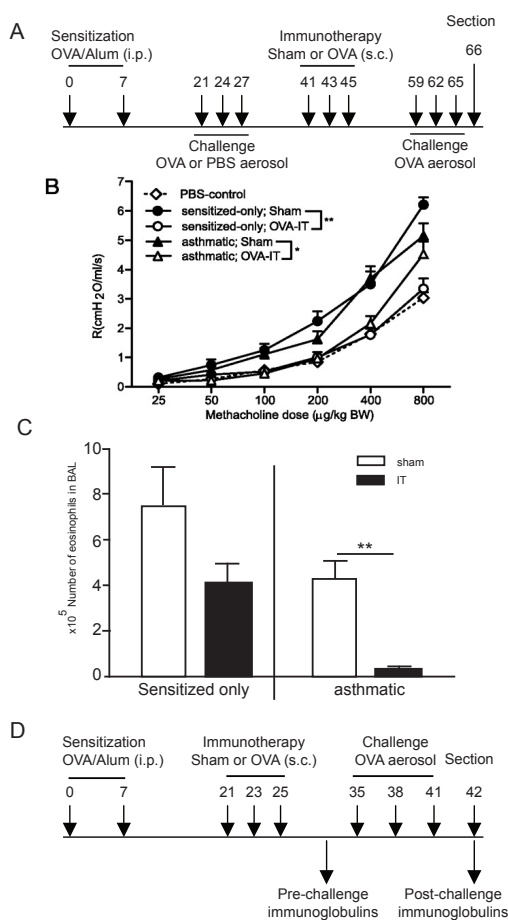 A
Section
Sensitization
OVA/Alum (i.p.)
Immunotherapy
Sham or OVA (s.c.)
66
0 7 21 24 27 41 43 45 59 62 65
Challenge
OVA or PBS aerosol
Challenge
OVA aerosol
B
7
6
5
4
3
2
1
0
R(cmH2O/ml/s)
PBS-control
sensitized-only; Sham
**
sensitized-only; OVA-IT
asthmatic; Sham
*
asthmatic; OVA-IT
25 50 100 200 400 800
Methacholine dose (µg/kg BW)
C
10
8
6
4
2
0
x10^5 Number of eosinophils in BAL
sham
IT
**
Sensitized only
asthmatic
D
Sensitization
OVA/Alum (i.p.)
Immunotherapy
Sham or OVA (s.c.)
Challenge
OVA aerosol
Section
0 7 21 23 25 35 38 41 42
Pre-challenge
immunoglobulins
Post-challenge
immunoglobulins